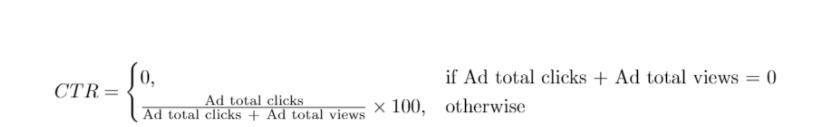 CTR = { 0, if Ad total clicks + Ad total views = 0
Ad total clicks / Ad total clicks + Ad total views × 100, otherwise